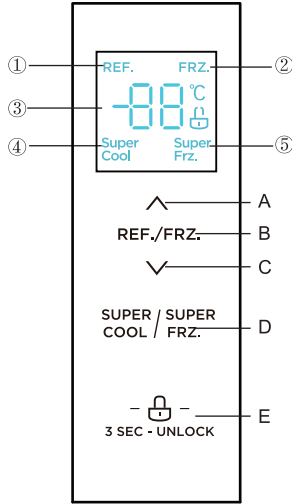 ① REF. FRZ. ②
③ -88 °C
④ Super Cool Super Frz. ⑤
A
REF./FRZ. B
C
SUPER / SUPER
COOL / FRZ. D
E
3 SEC - UNLOCK